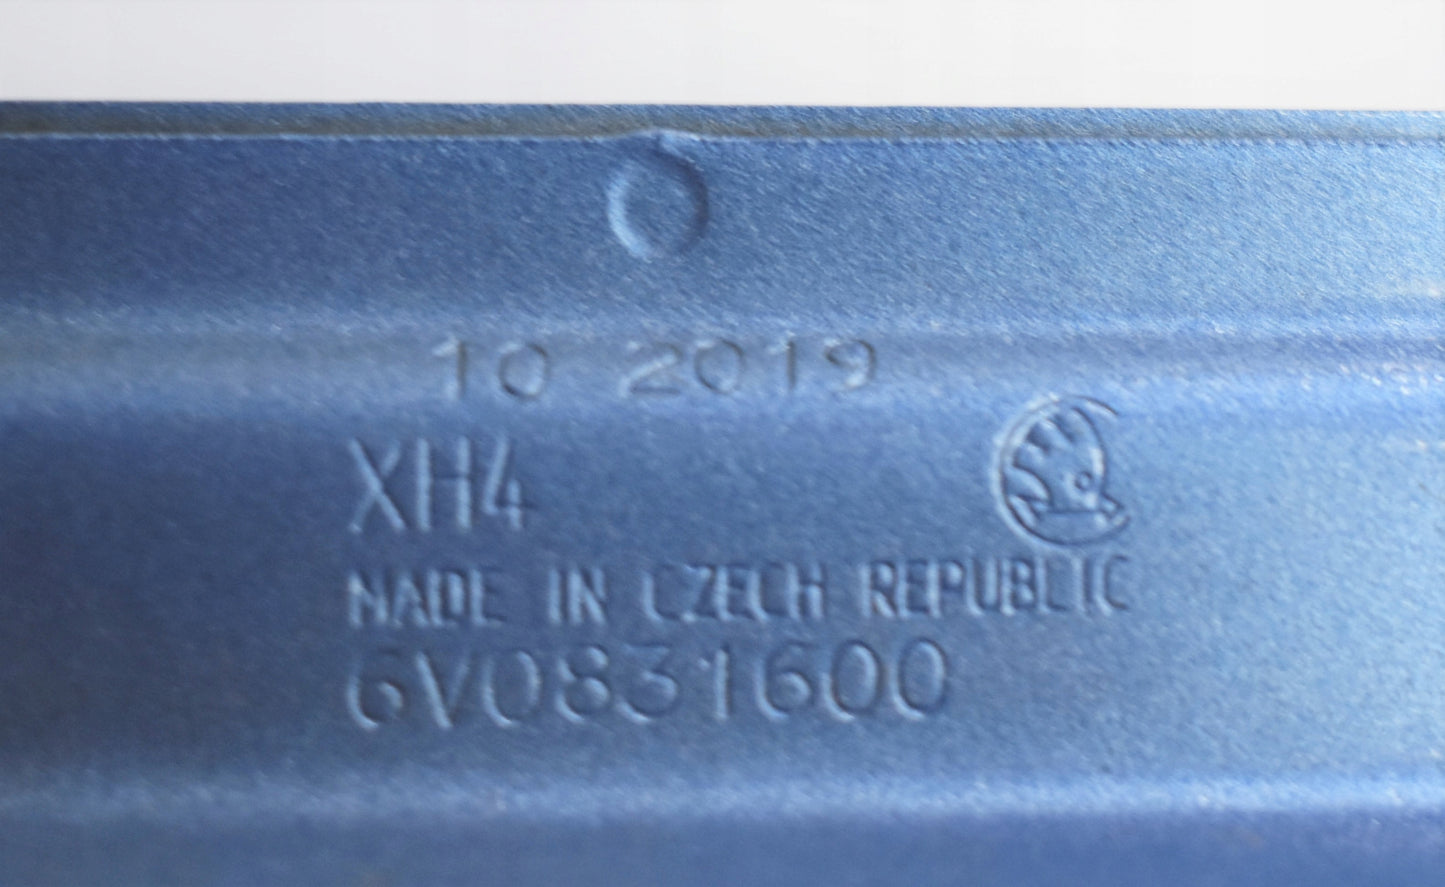 10 2019
XH4
MADE IN CZECH REPUBLIC
6V0831600